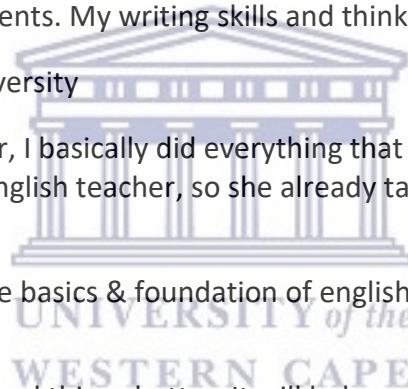 ents. My writing skills and think
versity
r, I basically did everything that
nglish teacher, so she already ta
e basics & foundation of english
UNIVERSITY of the
WESTERN CAPE